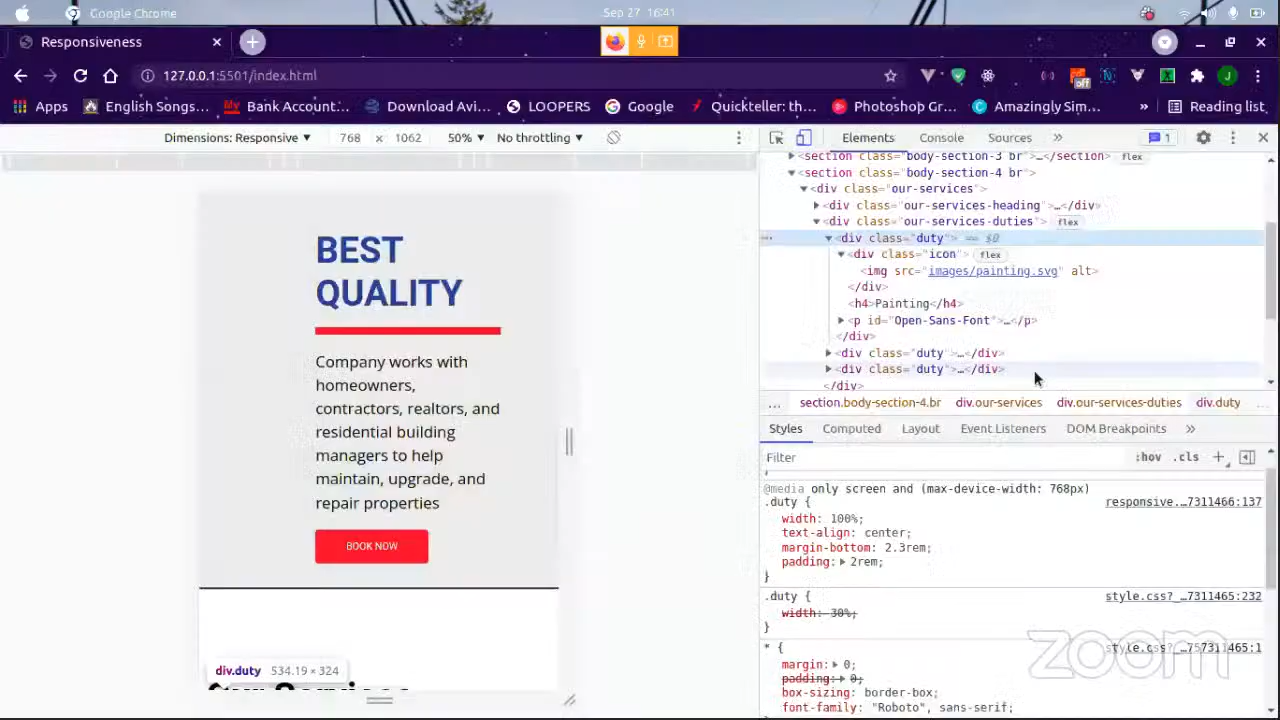 Google Chrome
Sep 27 16:41
Responsiveness
127.0.0.1:5501/index.html
off
J
Apps
English Songs...
My
Bank Account...
Download Avi...
LOOPERS
Google
Quickteller: th...
Photoshop Gr...
Amazingly Sim...
»
Reading list
Dimensions: Responsive ▼ 768 x 1062 50% ▼ No throttling ▼
Elements Console Sources » 1
BEST
QUALITY
Company works with
homeowners,
contractors, realtors, and
residential building
managers to help
maintain, upgrade, and
repair properties
BOOK NOW
div.duty 534.19 × 324
Our Services
▶<section class="body-section-3 br">…</section> flex
▼<section class="body-section-4 br">
▼<div class="our-services">
▶<div class="our-services-heading">…</div>
▼<div class="our-services-duties"> flex
… ▼<div class="duty"> == $0
▼<div class="icon"> flex
<img src="images/painting.svg" alt>
</div>
<h4>Painting</h4>
▶<p id="Open-Sans-Font">…</p>
</div>
▶<div class="duty">…</div>
▶<div class="duty">…</div>
</div>
... section.body-section-4.br div.our-services div.our-services-duties div.duty ...
Styles Computed Layout Event Listeners DOM Breakpoints »
Filter :hov .cls +
@media only screen and (max-device-width: 768px)
.duty { responsive.…7311466:137
width: 100%;
text-align: center;
margin-bottom: 2.3rem;
padding:▶ 2rem;
}
.duty { style.css?_…7311465:232
width: 30%;
}
* { style.css?_…757311465:1
margin:▶ 0;
padding:▶ 0;
box-sizing: border-box;
font-family: "Roboto", sans-serif;
zoom